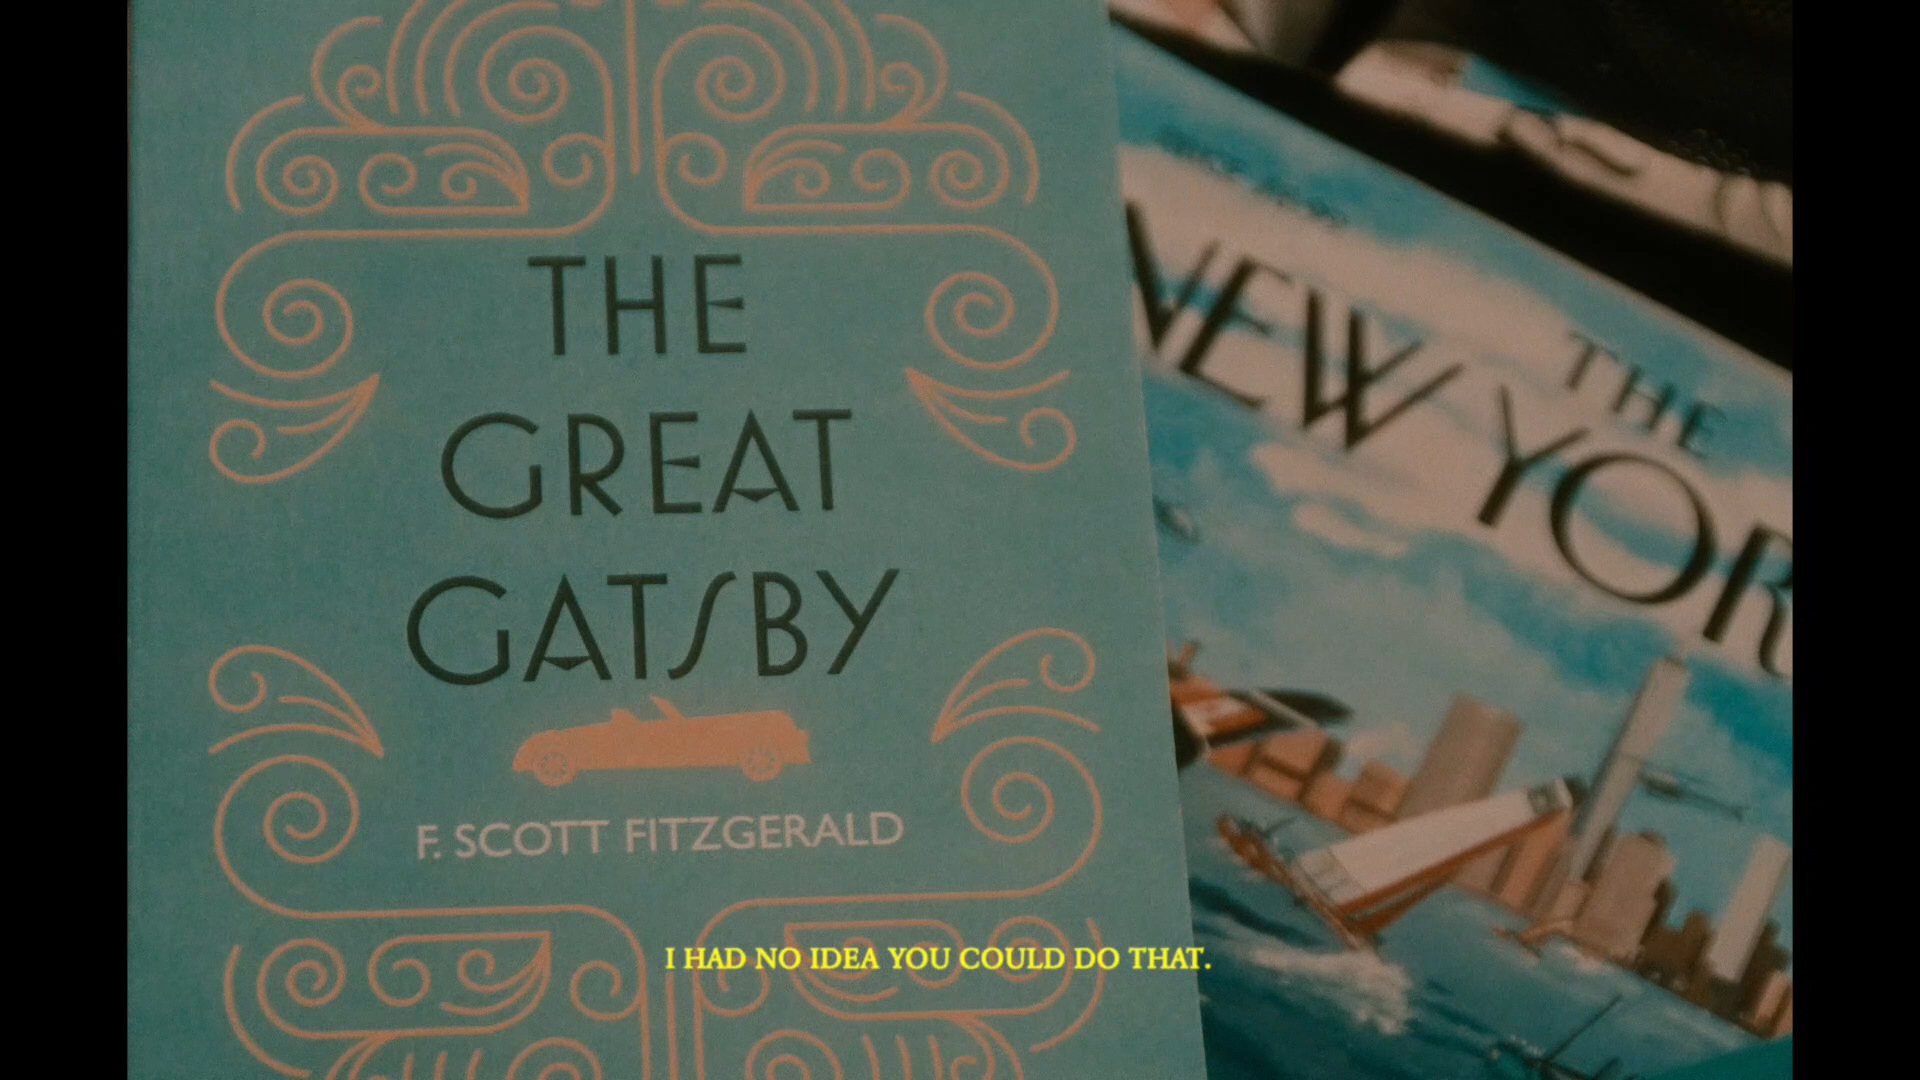 THE
GREAT
GATSBY
F. SCOTT FITZGERALD
THE
NEW YOR
I HAD NO IDEA YOU COULD DO THAT.